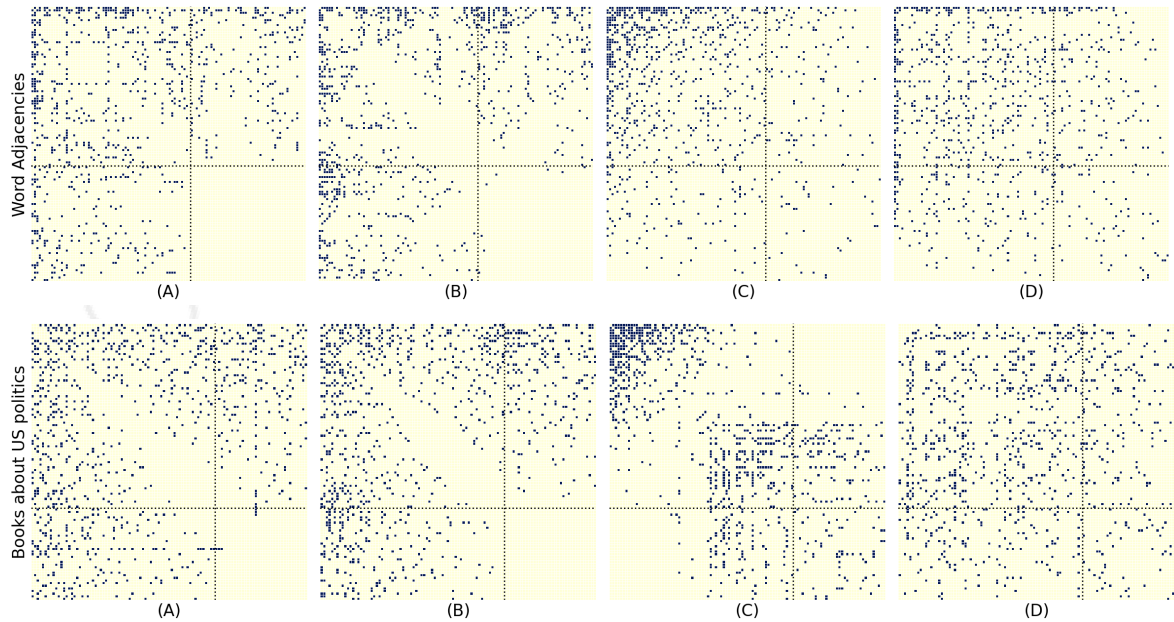 Word Adjacencies
(A)
(B)
(C)
(D)
Books about US politics
(A)
(B)
(C)
(D)